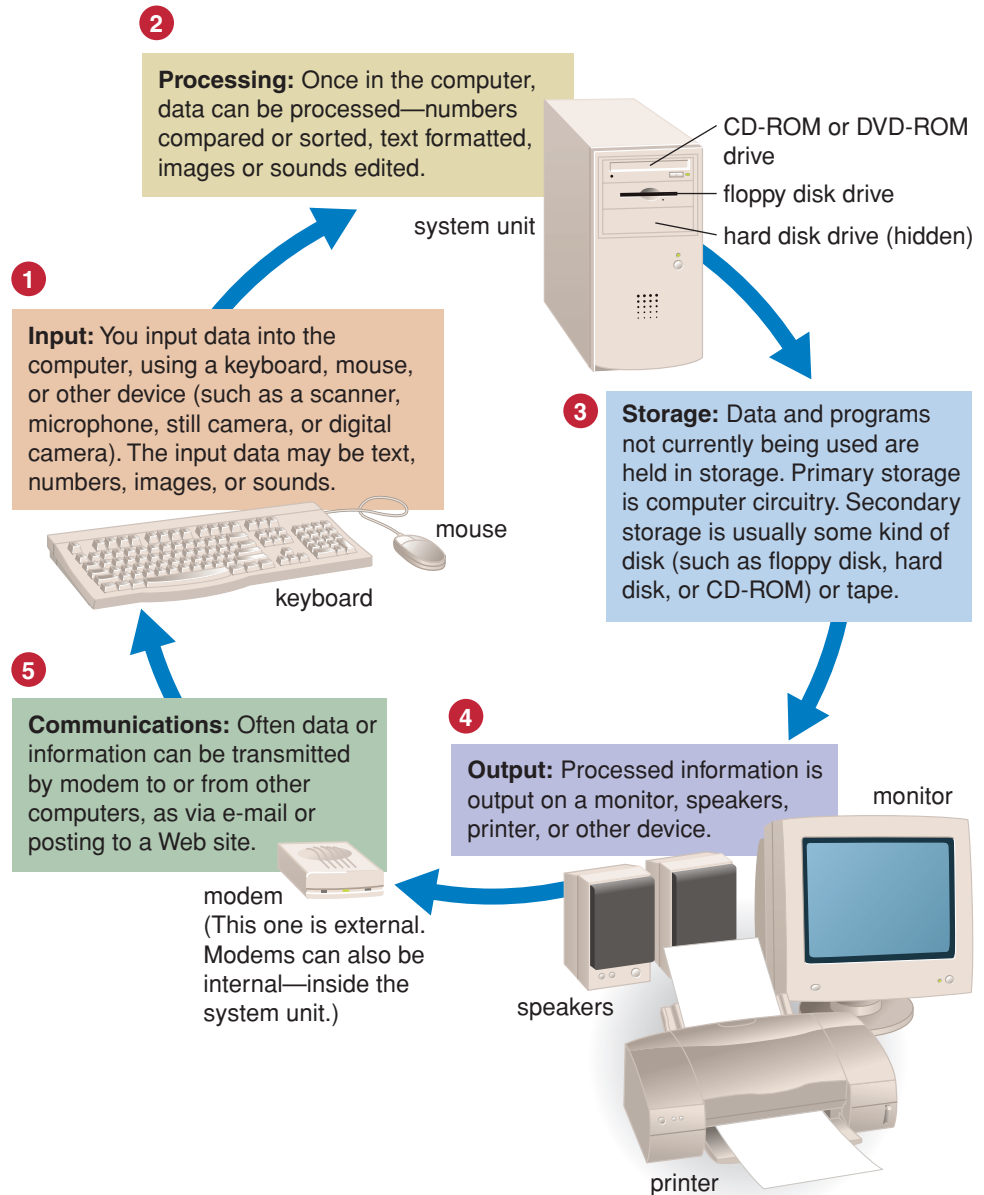 2
Processing: Once in the computer,
data can be processed—numbers
compared or sorted, text formatted,
images or sounds edited.
CD-ROM or DVD-ROM
drive
floppy disk drive
hard disk drive (hidden)
system unit
1
Input: You input data into the
computer, using a keyboard, mouse,
or other device (such as a scanner,
microphone, still camera, or digital
camera). The input data may be text,
numbers, images, or sounds.
mouse
keyboard
3
Storage: Data and programs
not currently being used are
held in storage. Primary storage
is computer circuitry. Secondary
storage is usually some kind of
disk (such as floppy disk, hard
disk, or CD-ROM) or tape.
5
Communications: Often data or
information can be transmitted
by modem to or from other
computers, as via e-mail or
posting to a Web site.
modem
(This one is external.
Modems can also be
internal—inside the
system unit.)
4
Output: Processed information is
output on a monitor, speakers,
printer, or other device.
monitor
speakers
printer